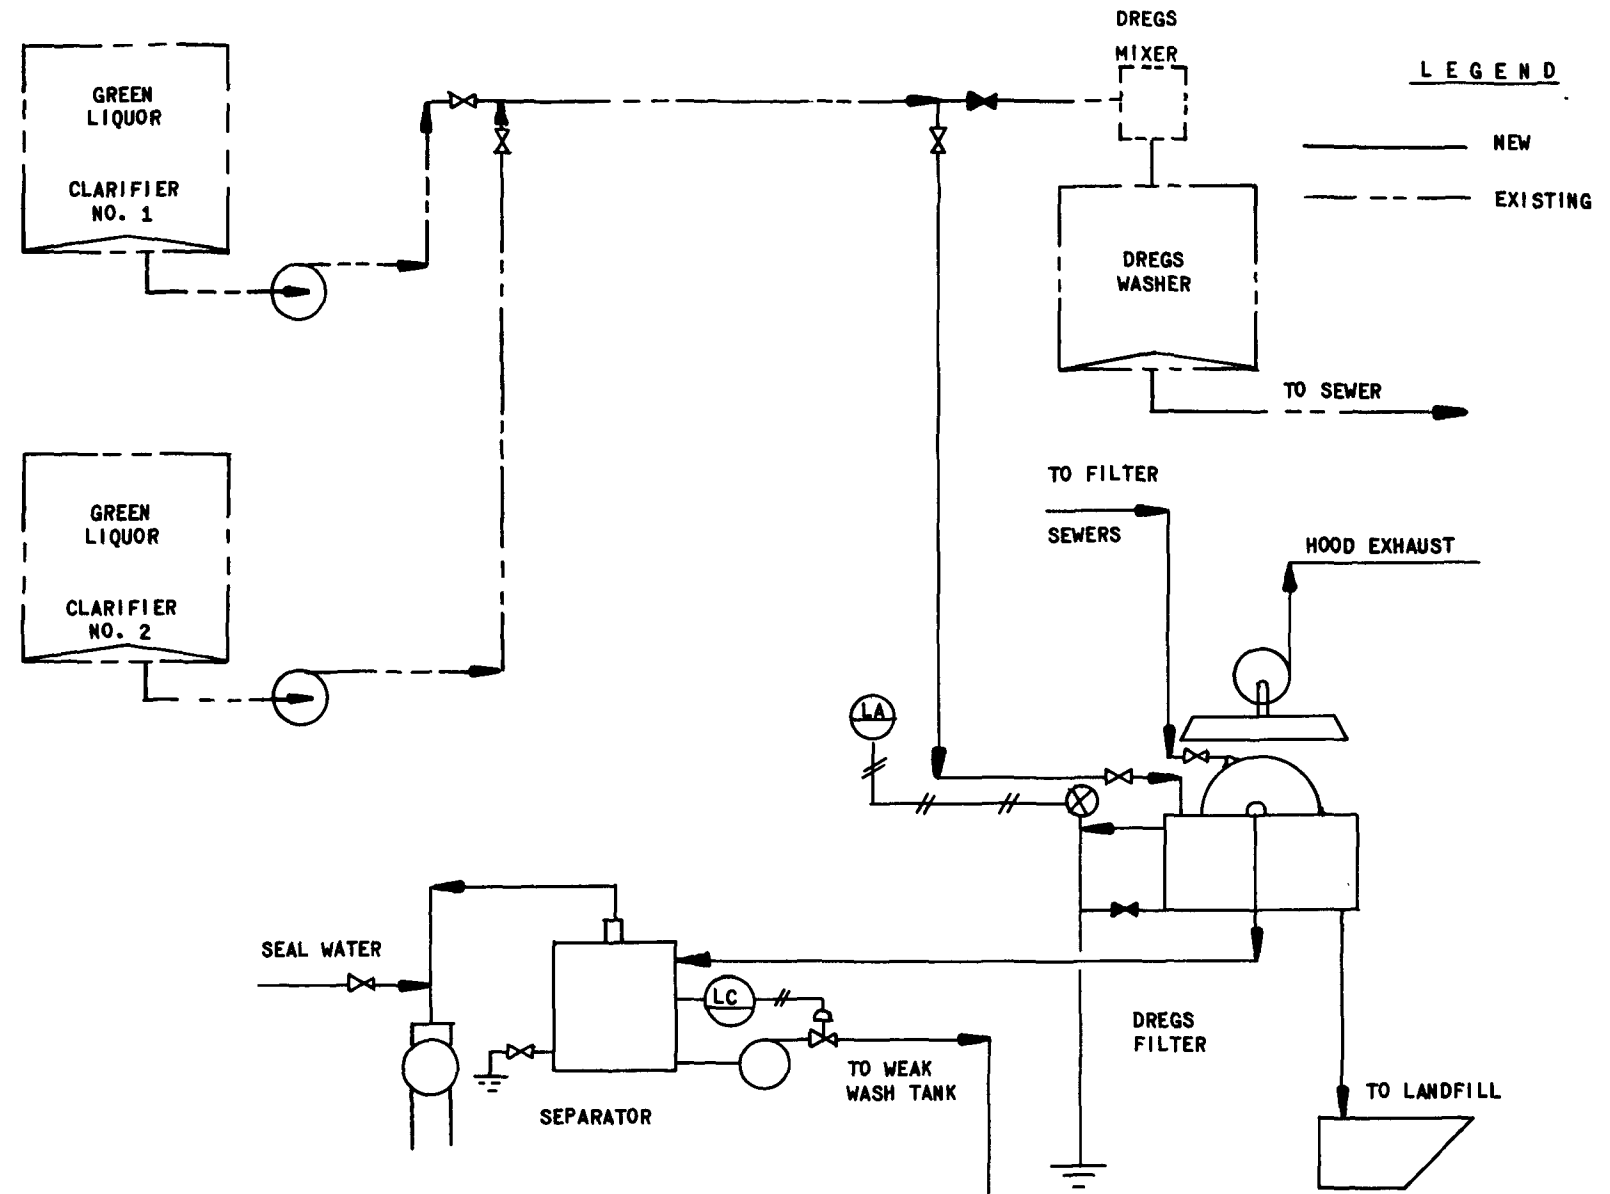 DREGS
MIXER
LEGEND
NEW
EXISTING
GREEN
LIQUOR
CLARIFIER
NO. 1
DREGS
WASHER
TO SEWER
TO FILTER
SEWERS
HOOD EXHAUST
GREEN
LIQUOR
CLARIFIER
NO. 2
LA
SEAL WATER
LC
DREGS
FILTER
TO WEAK
WASH TANK
TO LANDFILL
SEPARATOR